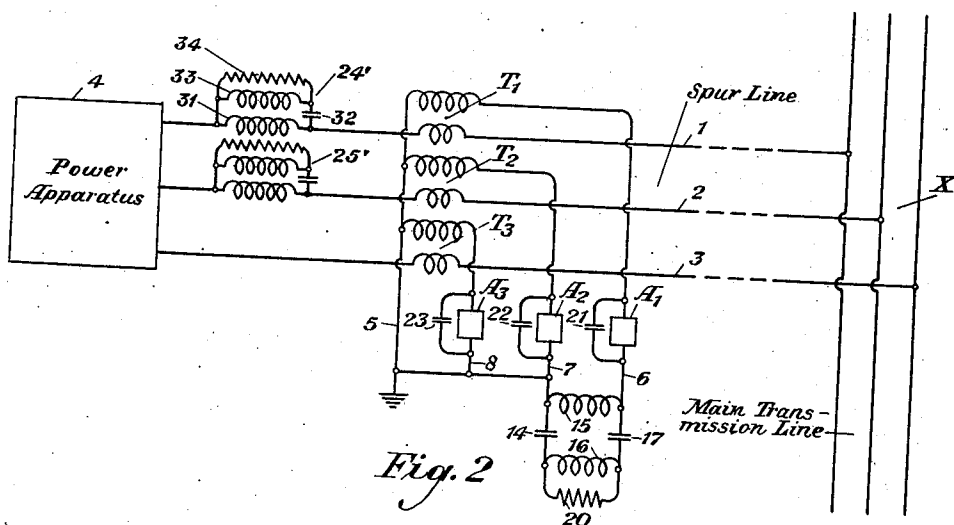 34
24'
33
4
31
32
T1
Spur Line
1
25'
T2
2
X
Power
Apparatus
T3
3
A3
A2
A1
5
23
22
21
8
7
6
15
14
17
16
Main Trans-
mission Line
Fig. 2
20